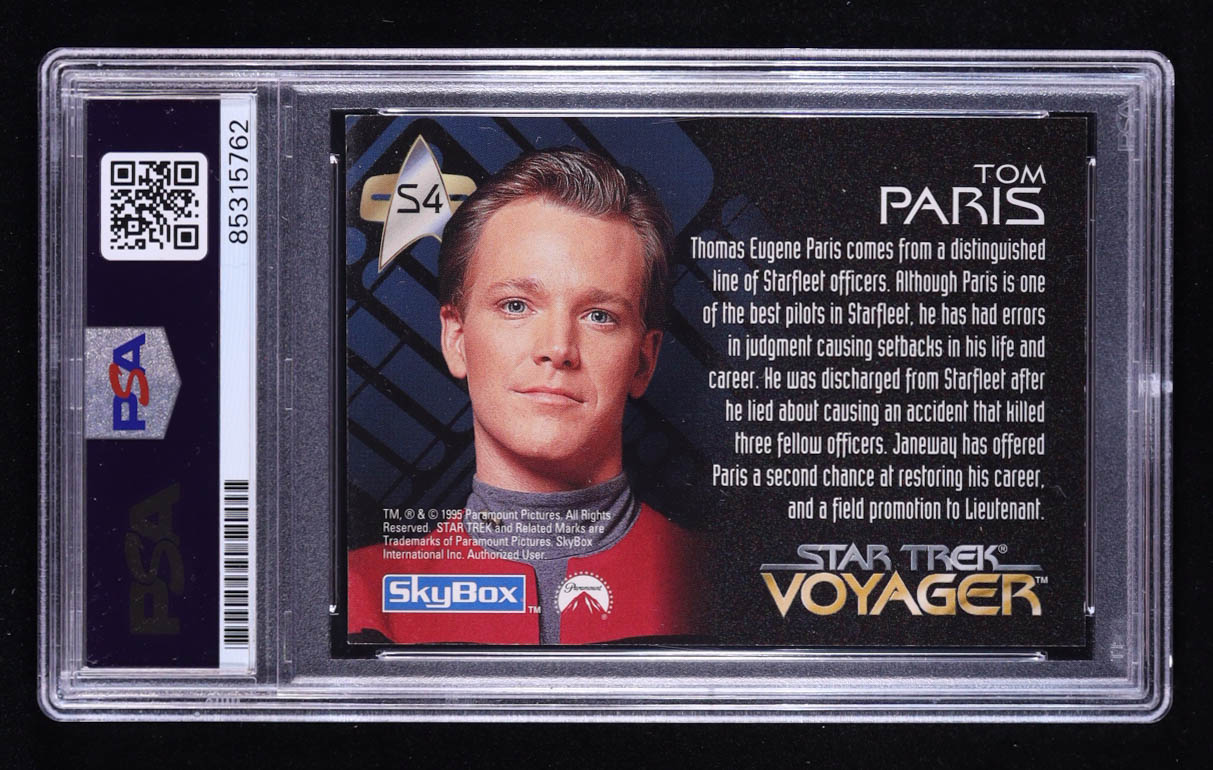 85315762
PSA
PSA
S4
TOM
PARIS
Thomas Eugene Paris comes from a distinguished
line of Starfleet officers. Although Paris is one
of the best pilots in Starfleet, he has had errors
in judgment causing setbacks in his life and
career. He was discharged from Starfleet after
he lied about causing an accident that killed
three fellow officers. Janeway has offered
Paris a second chance at restoring his career,
and a field promotion to Lieutenant.
TM, ® & © 1995 Paramount Pictures. All Rights
Reserved. STAR TREK and Related Marks are
Trademarks of Paramount Pictures. SkyBox
International Inc. Authorized User.
SkyBox TM
Paramount ®
STAR TREK®
VOYAGER™